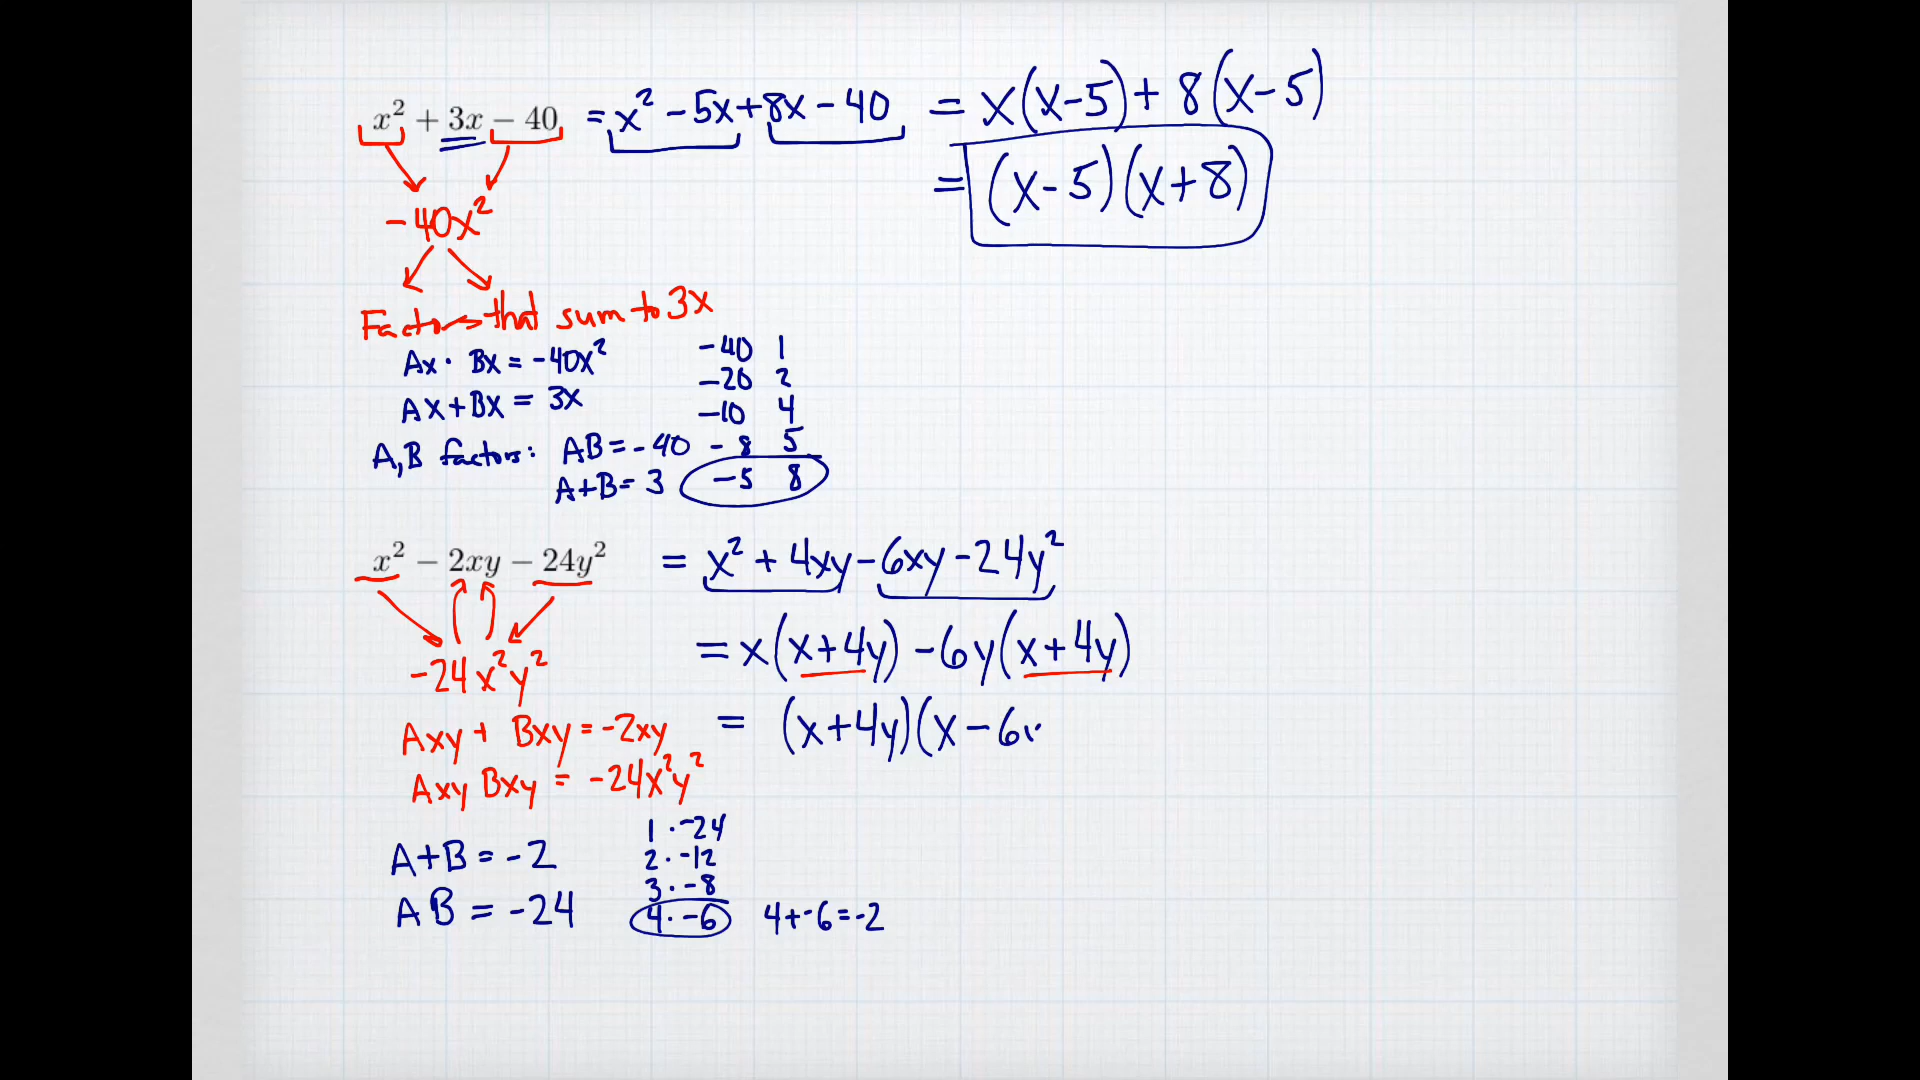 x² + 3x − 40 = x² − 5x + 8x − 40 = x(x−5) + 8(x−5)
= (x−5)(x+8)
−40x²
Factors that sum to 3x
Ax · Bx = −40x²
Ax + Bx = 3x
A,B factors: AB = −40
A+B = 3
−40 1
−20 2
−10 4
−8 5
−5 8
x² − 2xy − 24y² = x² + 4xy − 6xy − 24y²
= x(x+4y) − 6y(x+4y)
= (x+4y)(x − 6
−24x²y²
Axy + Bxy = −2xy
Axy Bxy = −24x²y²
A+B = −2
AB = −24
1 · −24
2 · −12
3 · −8
4 · −6 4+−6=−2